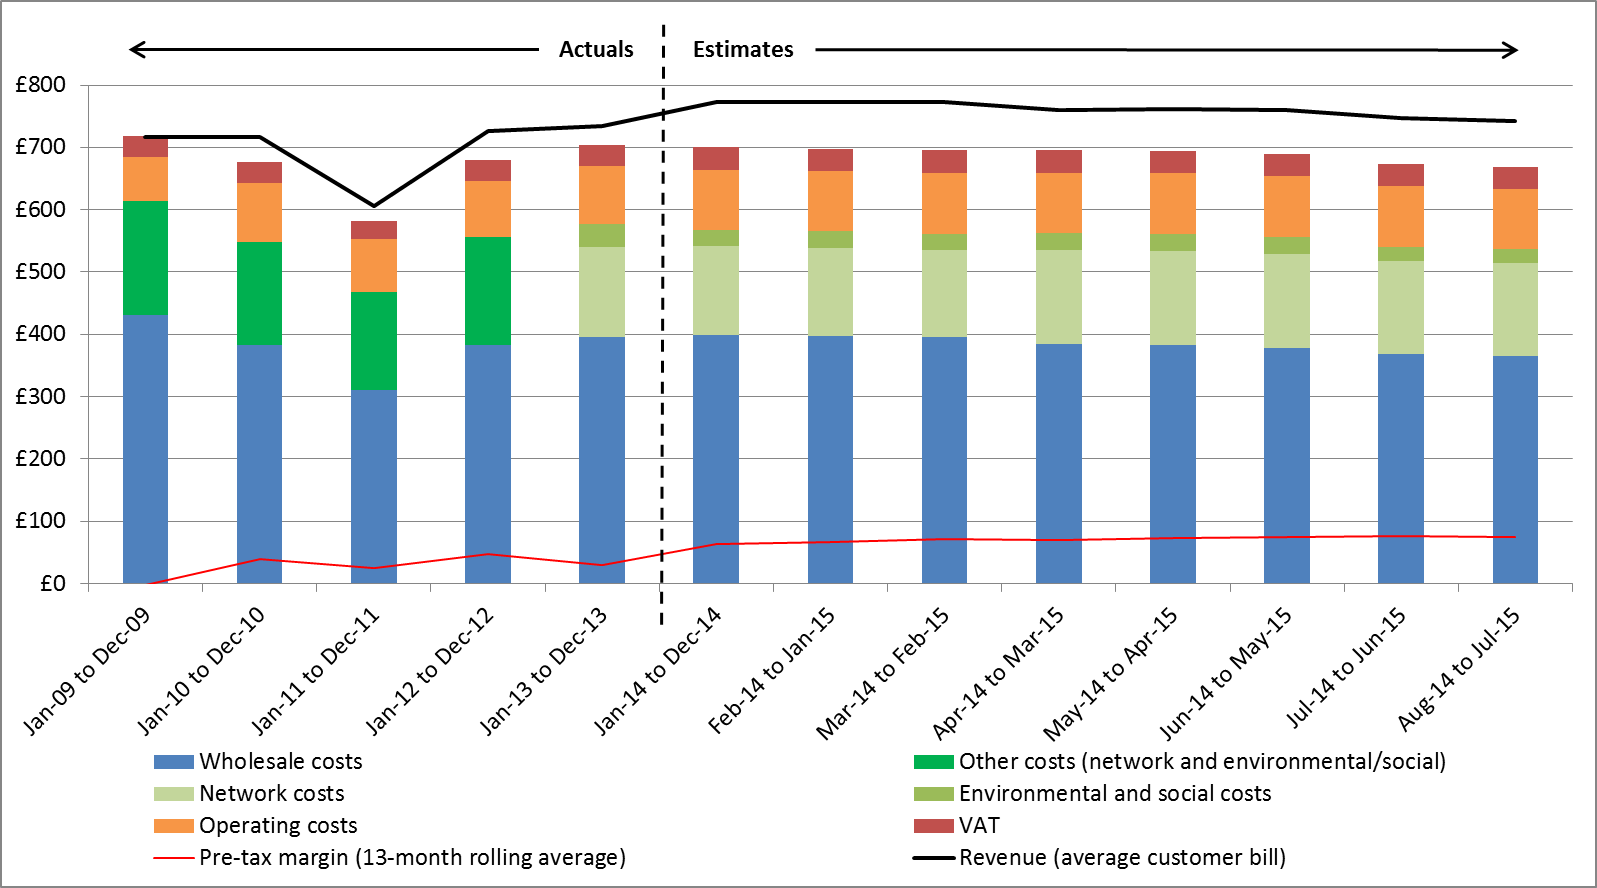 Actuals Estimates
£800
£700
£600
£500
£400
£300
£200
£100
£0
Jan-09 to Dec-09
Jan-10 to Dec-10
Jan-11 to Dec-11
Jan-12 to Dec-12
Jan-13 to Dec-13
Jan-14 to Dec-14
Feb-14 to Jan-15
Mar-14 to Feb-15
Apr-14 to Mar-15
May-14 to Apr-15
Jun-14 to May-15
Jul-14 to Jun-15
Aug-14 to Jul-15
Wholesale costs
Other costs (network and environmental/social)
Network costs
Environmental and social costs
Operating costs
VAT
Pre-tax margin (13-month rolling average)
Revenue (average customer bill)